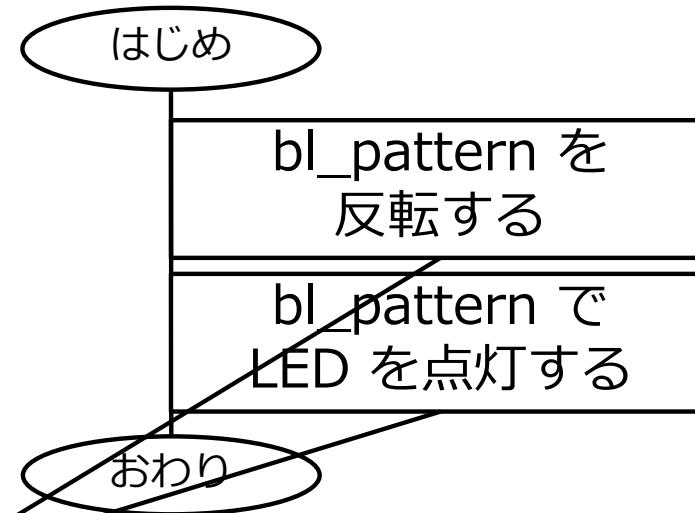 はじめ
bl_pattern を
反転する
bl_pattern で
LED を点灯する
おわり